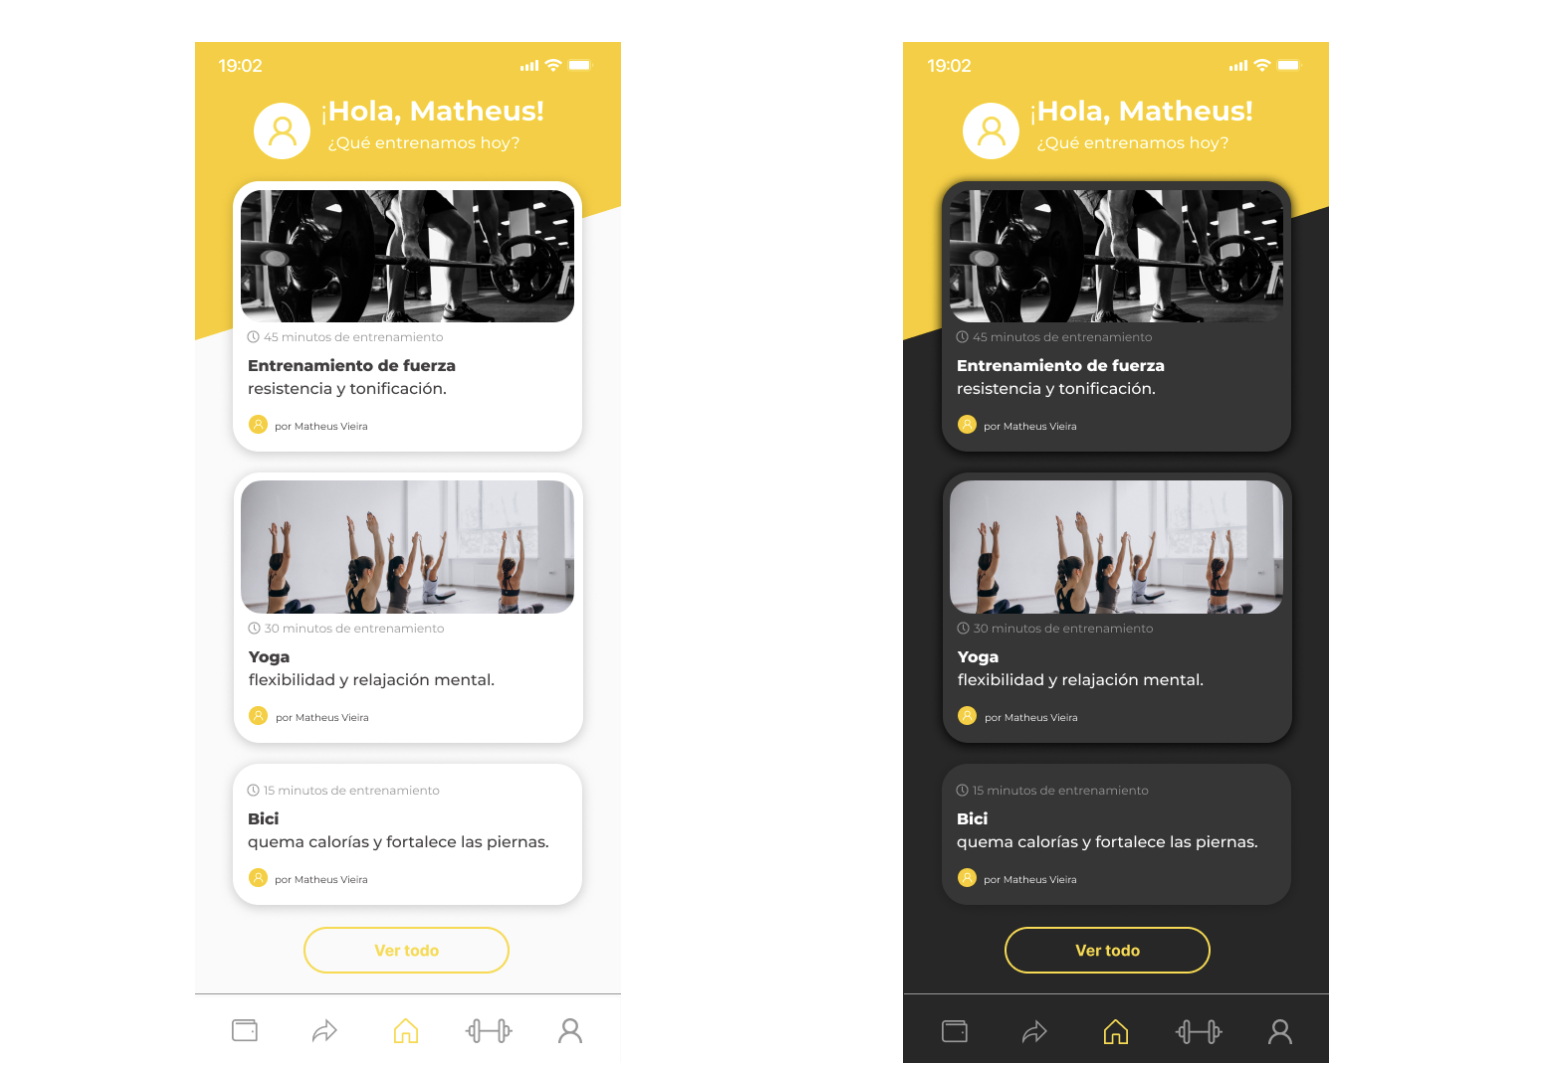 19:02
¡Hola, Matheus!
¿Qué entrenamos hoy?
45 minutos de entrenamiento
Entrenamiento de fuerza
resistencia y tonificación.
por Matheus Vieira
30 minutos de entrenamiento
Yoga
flexibilidad y relajación mental.
por Matheus Vieira
15 minutos de entrenamiento
Bici
quema calorías y fortalece las piernas.
por Matheus Vieira
Ver todo
19:02
¡Hola, Matheus!
¿Qué entrenamos hoy?
45 minutos de entrenamiento
Entrenamiento de fuerza
resistencia y tonificación.
por Matheus Vieira
30 minutos de entrenamiento
Yoga
flexibilidad y relajación mental.
por Matheus Vieira
15 minutos de entrenamiento
Bici
quema calorías y fortalece las piernas.
por Matheus Vieira
Ver todo